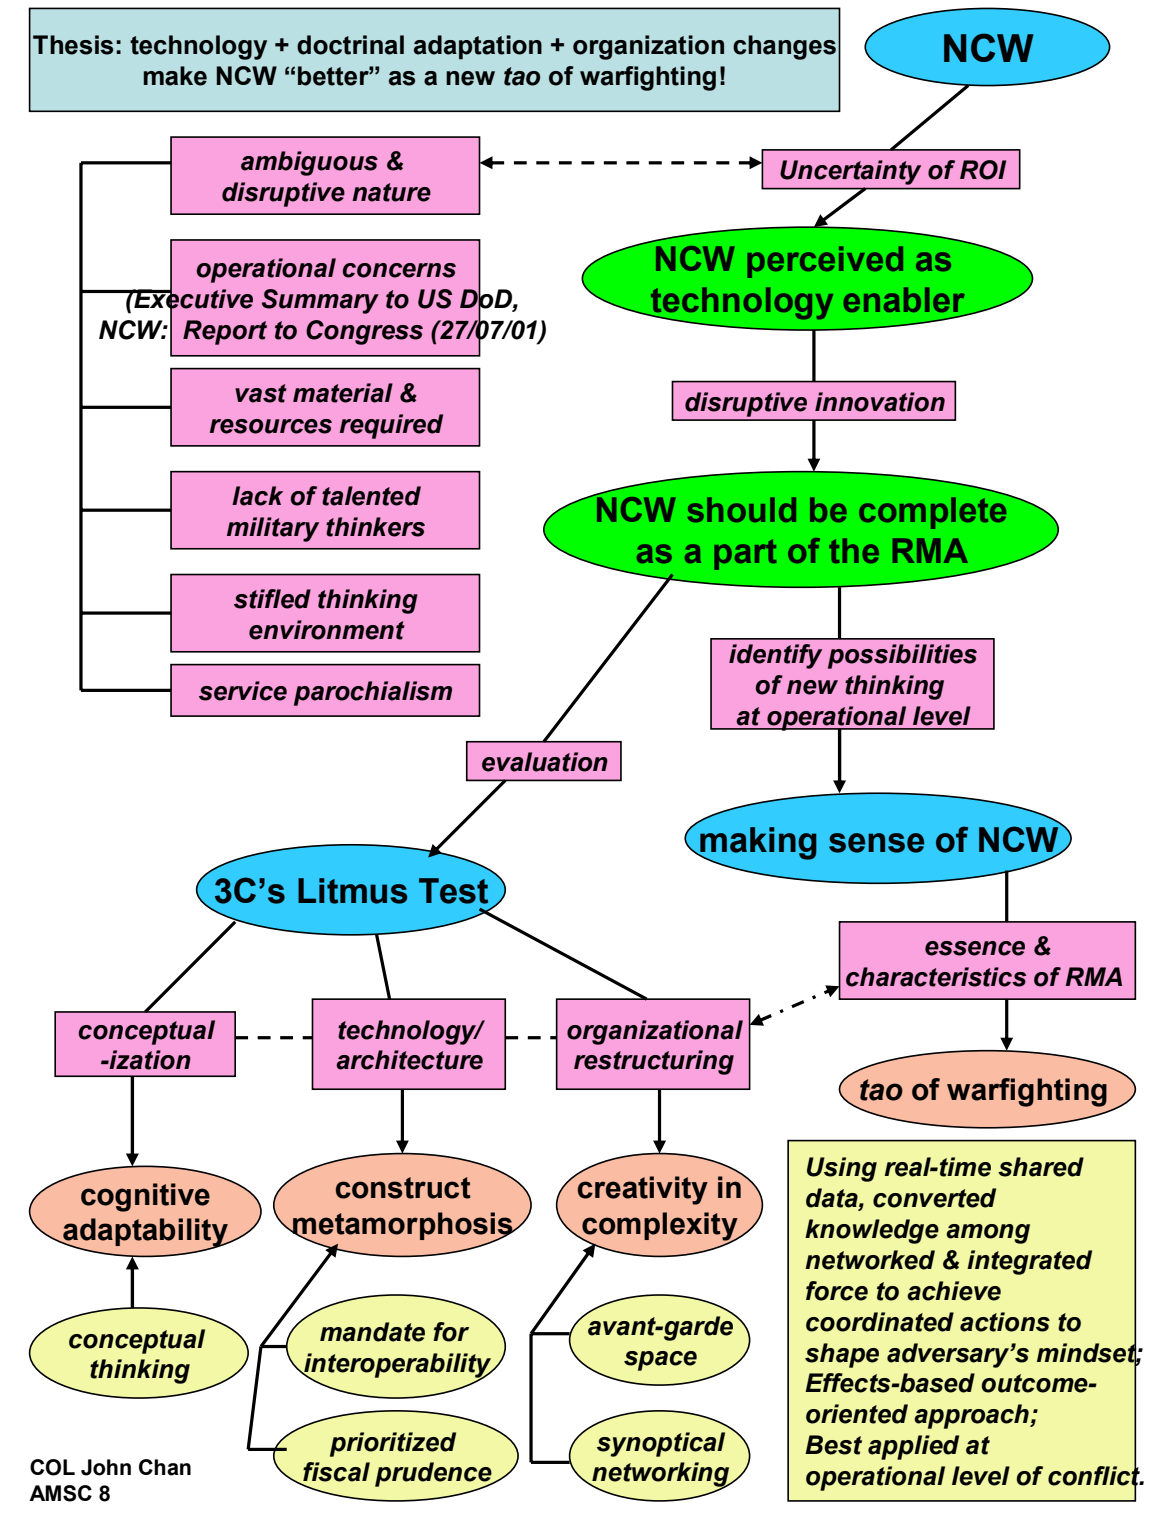 Thesis: technology + doctrinal adaptation + organization changes
make NCW “better” as a new tao of warfighting!
NCW
ambiguous &
disruptive nature
Uncertainty of ROI
operational concerns
(Executive Summary to US DoD,
NCW:  Report to Congress (27/07/01)
NCW perceived as
technology enabler
vast material &
resources required
disruptive innovation
lack of talented
military thinkers
NCW should be complete
as a part of the RMA
stifled thinking
environment
service parochialism
identify possibilities
of new thinking
at operational level
evaluation
making sense of NCW
3C’s Litmus Test
essence &
characteristics of RMA
conceptual
-ization
technology/
architecture
organizational
restructuring
tao of warfighting
cognitive
adaptability
construct
metamorphosis
creativity in
complexity
Using real-time shared
data, converted
knowledge among
networked & integrated
force to achieve
coordinated actions to
shape adversary’s mindset;
Effects-based outcome-
oriented approach;
Best applied at
operational level of conflict.
conceptual
thinking
mandate for
interoperability
avant-garde
space
prioritized
fiscal prudence
synoptical
networking
COL John Chan
AMSC 8